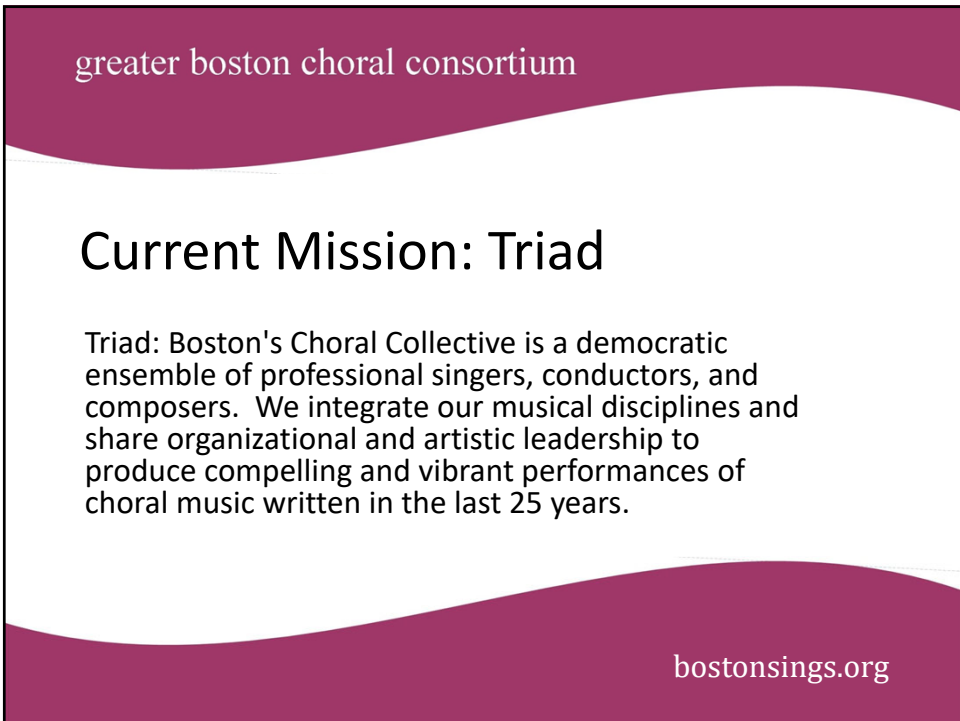 greater boston choral consortium
Current Mission: Triad
Triad: Boston's Choral Collective is a democratic
ensemble of professional singers, conductors, and
composers.  We integrate our musical disciplines and
share organizational and artistic leadership to
produce compelling and vibrant performances of
choral music written in the last 25 years.
bostonsings.org